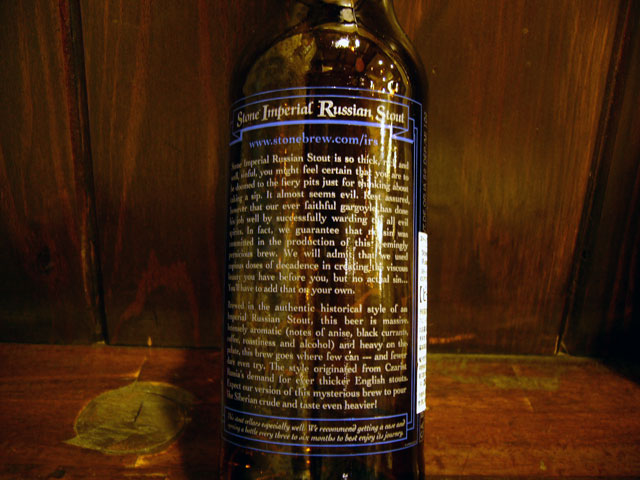 Stone Imperial Russian Stout
www.stonebrew.com/irs
Stone Imperial Russian Stout is so thick, rich and
well, sinful, you might feel certain that you are to
be doomed to the fiery pits just for thinking about
taking a sip. It almost seems evil. Rest assured,
however that our ever faithful gargoyle has done
his job well by successfully warding off all evil
spirits. In fact, we guarantee that no sin was
committed in the production of this seemingly
pernicious brew. We will admit that we used
copious doses of decadence in creating the viscous
beauty you have before you, but no actual sin...
You'll have to add that on your own.
Brewed in the authentic historical style of an
Imperial Russian Stout, this beer is massive.
Intensely aromatic (notes of anise, black currants,
coffee, roastiness and alcohol) and heavy on the
palate, this brew goes where few can — and fewer
dare even try. The style originated from Czarist
Russia's demand for ever thicker English stouts.
Expect our version of this mysterious brew to pour
like Siberian crude and taste even heavier!
This stout cellars especially well. We recommend getting a case and
opening a bottle every three to six months to best enjoy its journey.